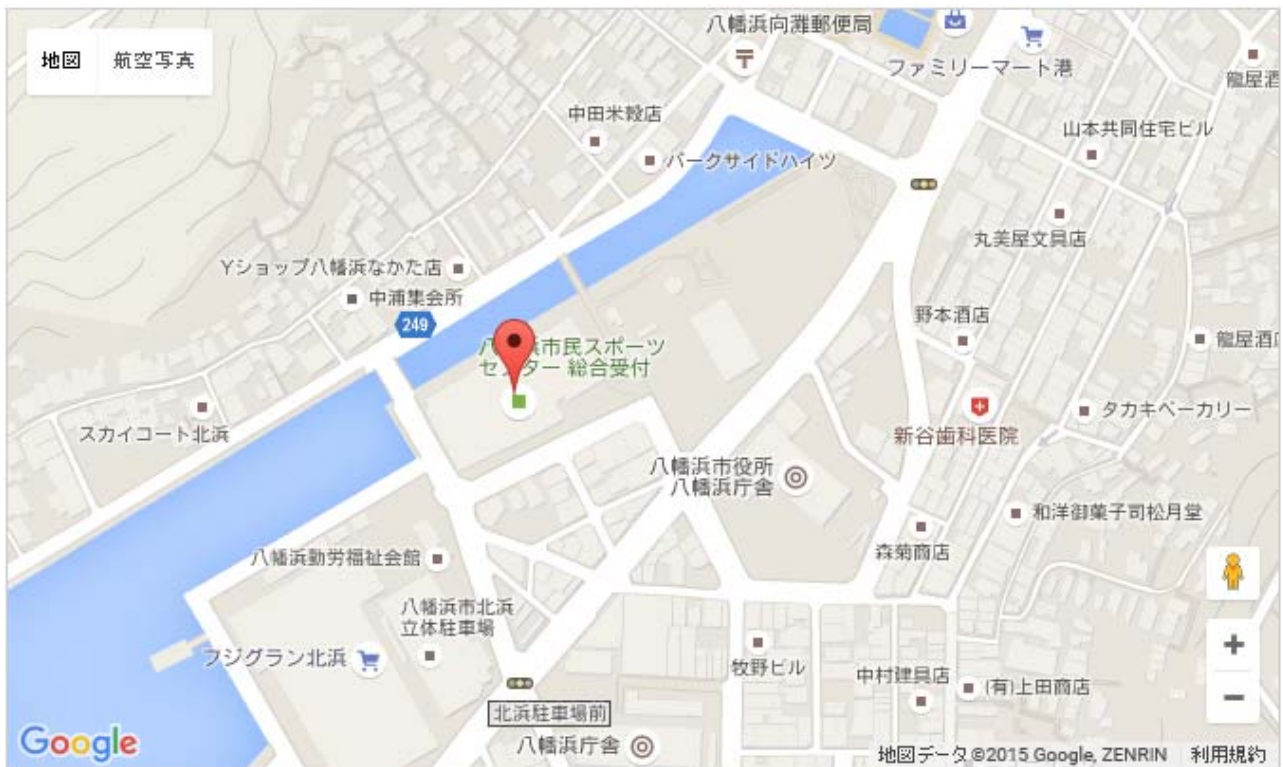 地図
航空写真
八幡浜向灘郵便局
ファミリーマート港
龍屋酒
中田米穀店
パークサイドハイツ
山本共同住宅ビル
丸美屋文具店
Yショップ八幡浜なかた店
中浦集会所
249
野本酒店
龍屋酒店
八幡浜市民スポーツ
センター 総合受付
スカイコート北浜
新谷歯科医院
タカキベーカリー
八幡浜市役所
八幡浜庁舎
和洋御菓子司松月堂
森菊商店
八幡浜勤労福祉会館
八幡浜市北浜
立体駐車場
フジグラン北浜
牧野ビル
中村建具店
(有)上田商店
北浜駐車場前
八幡浜庁舎
+
−
Google
地図データ ©2015 Google, ZENRIN
利用規約